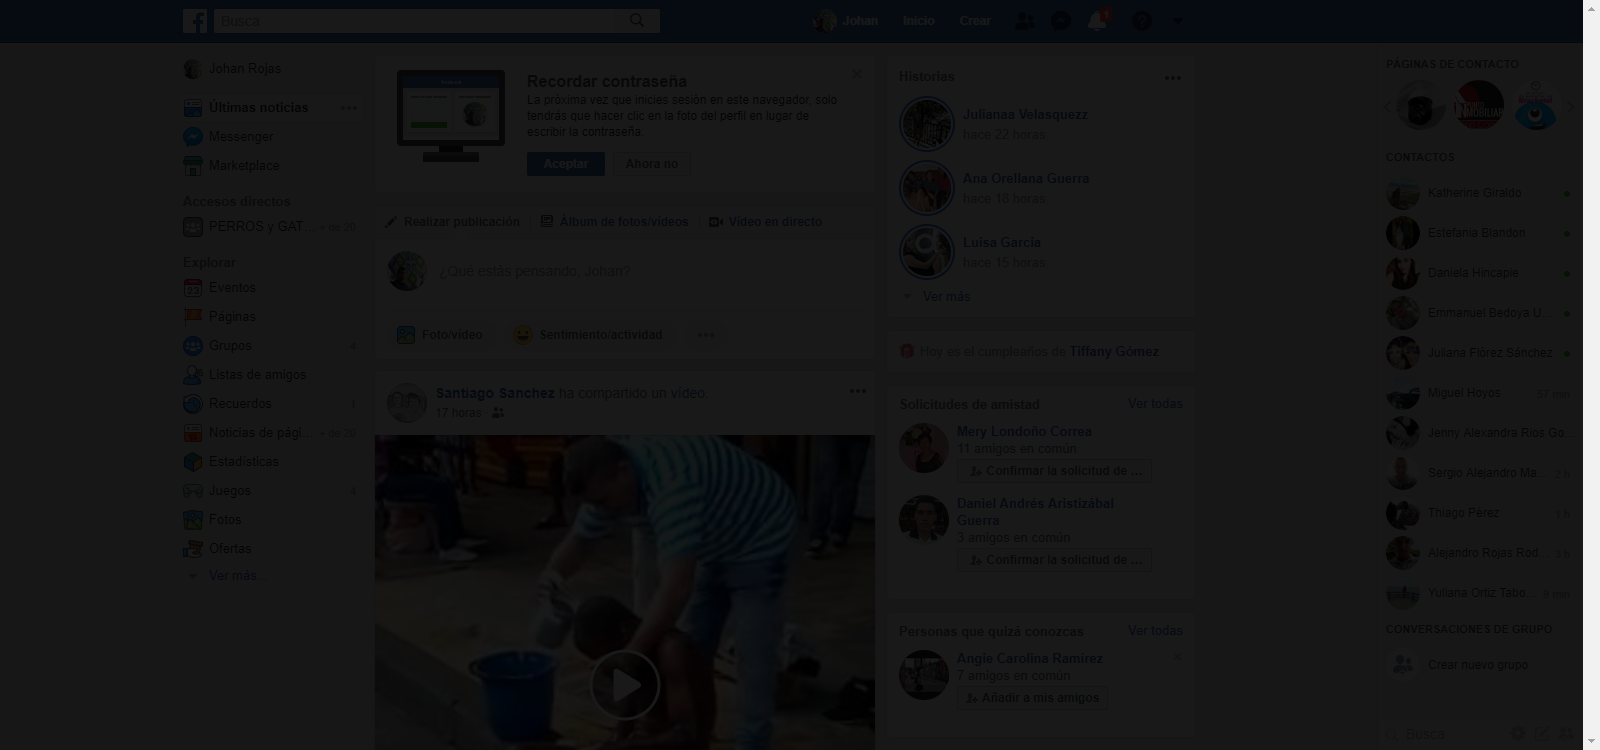 Busca
Johan
Inicio
Crear
Johan Rojas
Últimas noticias
Messenger
Marketplace
Accesos directos
PERROS y GAT...
+ de 20
Explorar
Eventos
23
Páginas
Grupos
Listas de amigos
Recuerdos
1
Noticias de pági...
+ de 20
Estadísticas
Juegos
4
Fotos
Ofertas
Ver más...
Recordar contraseña
La próxima vez que inicies sesión en este navegador, solo
tendrás que hacer clic en la foto del perfil en lugar de
escribir la contraseña.
Aceptar
Ahora no
Realizar publicación
Álbum de fotos/vídeos
Vídeo en directo
¿Qué estás pensando, Johan?
Foto/vídeo
Sentimiento/actividad
Santiago Sanchez ha compartido un vídeo.
17 horas ·
Historias
Julianaa Velasquezz
hace 22 horas
Ana Orellana Guerra
hace 18 horas
Luisa García
hace 15 horas
Ver más
Hoy es el cumpleaños de Tiffany Gómez
Solicitudes de amistad
Ver todas
Mery Londoño Correa
11 amigos en común
Confirmar la solicitud de ...
Daniel Andrés Aristizábal
Guerra
3 amigos en común
Confirmar la solicitud de ...
Personas que quizá conozcas
Ver todas
Angie Carolina Ramirez
7 amigos en común
Añadir a mis amigos
PÁGINAS DE CONTACTO
CONTACTOS
Katherine Giraldo
Estefania Blandon
Daniela Hincapie
Emmanuel Bedoya U...
Juliana Flórez Sánchez
Miguel Hoyos
57 min
Jenny Alexandra Rios Go...
Sergio Alejandro Ma...
2 h
Thiago Pérez
Alejandro Rojas Rod...
3 h
Yuliana Ortiz Tabo...
9 min
CONVERSACIONES DE GRUPO
Crear nuevo grupo
Busca